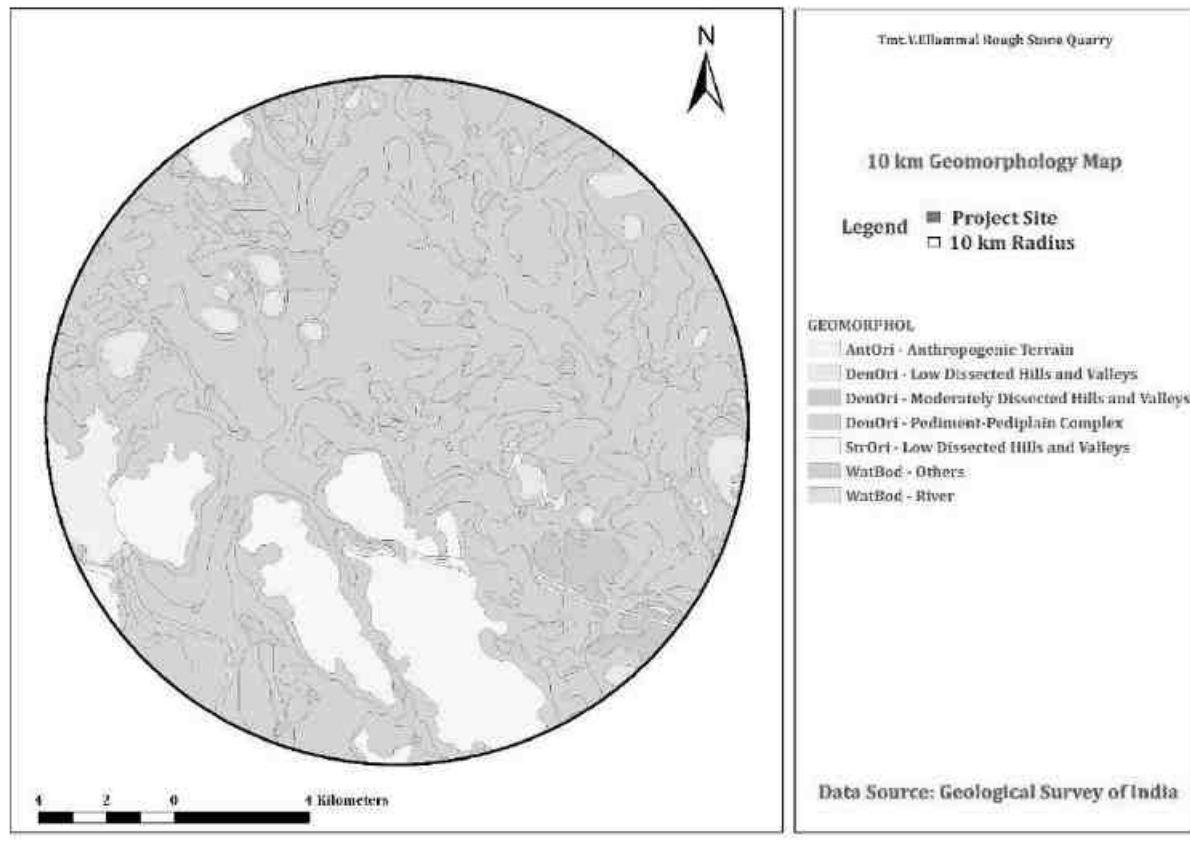 N
4 2 0 4 Kilometers
Tmt.V.Ellammal Rough Stone Quarry
10 km Geomorphology Map
Legend
Project Site
10 km Radius
GEOMORPHOL
AntOri - Anthropogenic Terrain
DenOri - Low Dissected Hills and Valleys
DenOri - Moderately Dissected Hills and Valleys
DenOri - Pediment-Pediplain Complex
StrOri - Low Dissected Hills and Valleys
WatBod - Others
WatBod - River
Data Source: Geological Survey of India